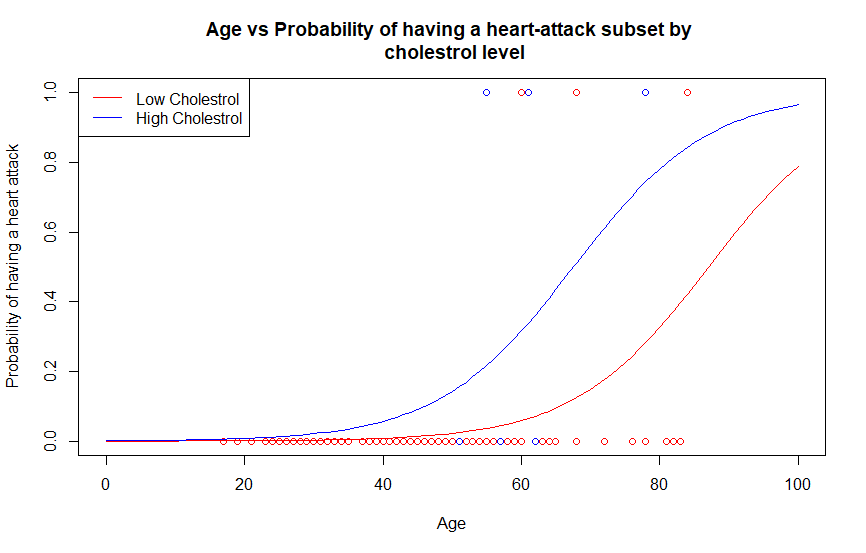 Age vs Probability of having a heart-attack subset by
cholestrol level
Low Cholestrol
High Cholestrol
Probability of having a heart attack
1.0
0.8
0.6
0.4
0.2
0.0
0 20 40 60 80 100
Age